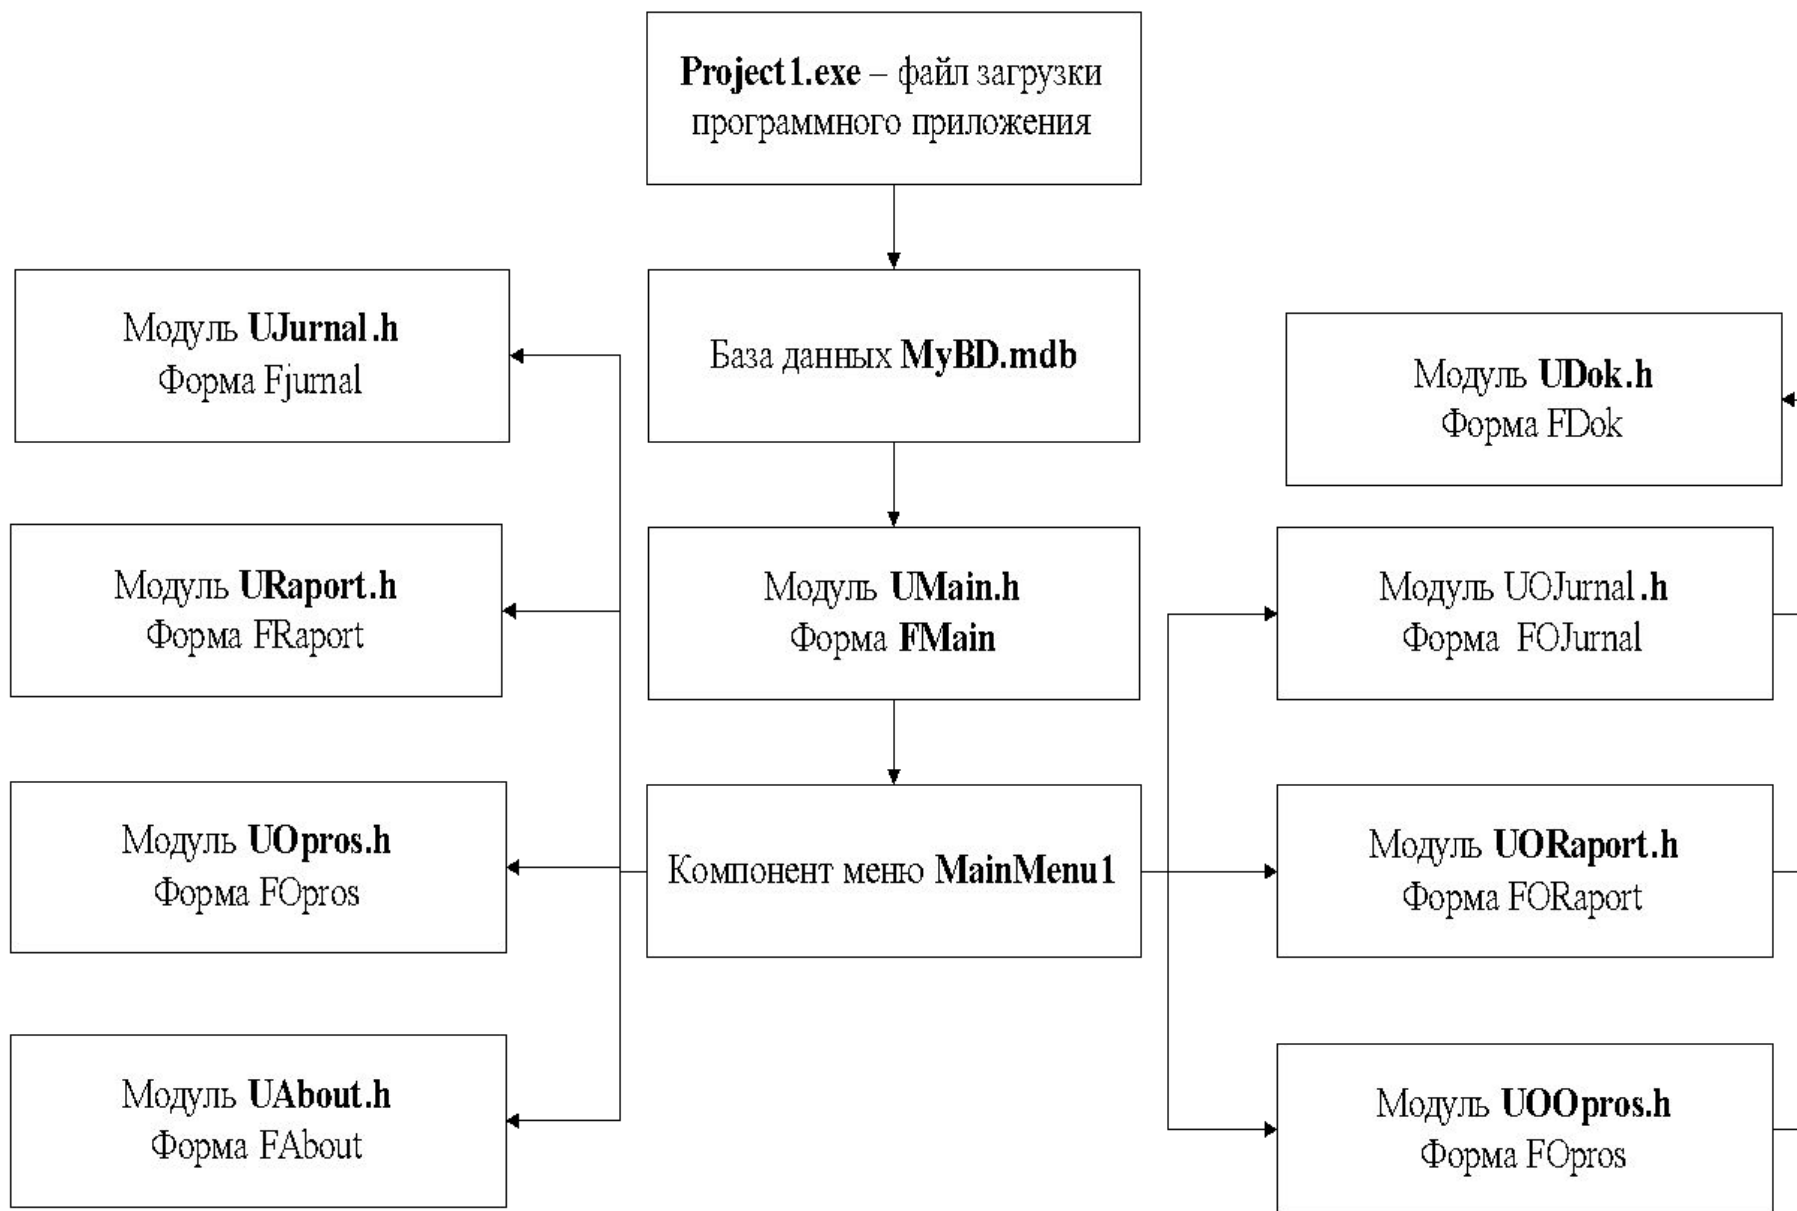 Project1.exe – файл загрузки
программного приложения
Модуль UJurnal.h
Форма Fjurnal
База данных MyBD.mdb
Модуль UDok.h
Форма FDok
Модуль URaport.h
Форма FRaport
Модуль UMain.h
Форма FMain
Модуль UOJurnal.h
Форма FOJurnal
Модуль UOpros.h
Форма FOpros
Компонент меню MainMenu1
Модуль UORaport.h
Форма FORaport
Модуль UAbout.h
Форма FAbout
Модуль UOOpros.h
Форма FOpros